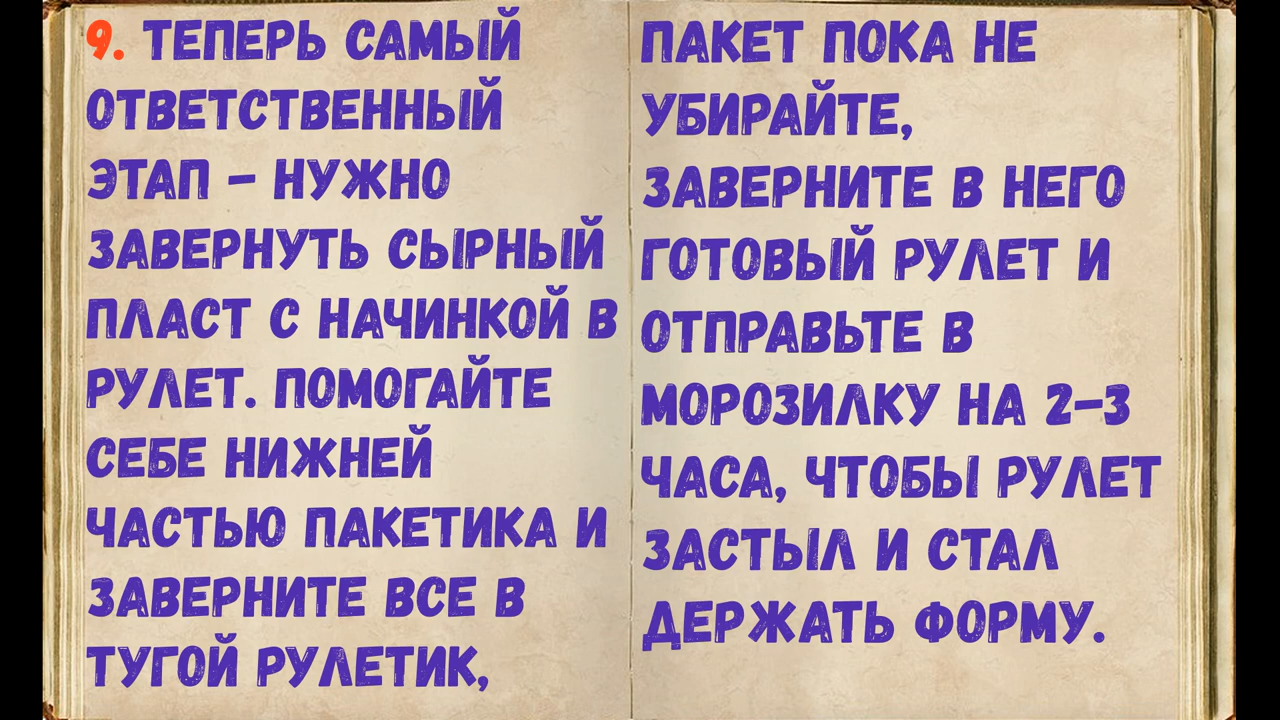 9. ТЕПЕРЬ САМЫЙ
ОТВЕТСТВЕННЫЙ
ЭТАП - НУЖНО
ЗАВЕРНУТЬ СЫРНЫЙ
ПЛАСТ С НАЧИНКОЙ В
РУЛЕТ. ПОМОГАЙТЕ
СЕБЕ НИЖНЕЙ
ЧАСТЬЮ ПАКЕТИКА И
ЗАВЕРНИТЕ ВСЕ В
ТУГОЙ РУЛЕТИК,
ПАКЕТ ПОКА НЕ
УБИРАЙТЕ,
ЗАВЕРНИТЕ В НЕГО
ГОТОВЫЙ РУЛЕТ И
ОТПРАВЬТЕ В
МОРОЗИЛКУ НА 2-3
ЧАСА, ЧТОБЫ РУЛЕТ
ЗАСТЫЛ И СТАЛ
ДЕРЖАТЬ ФОРМУ.